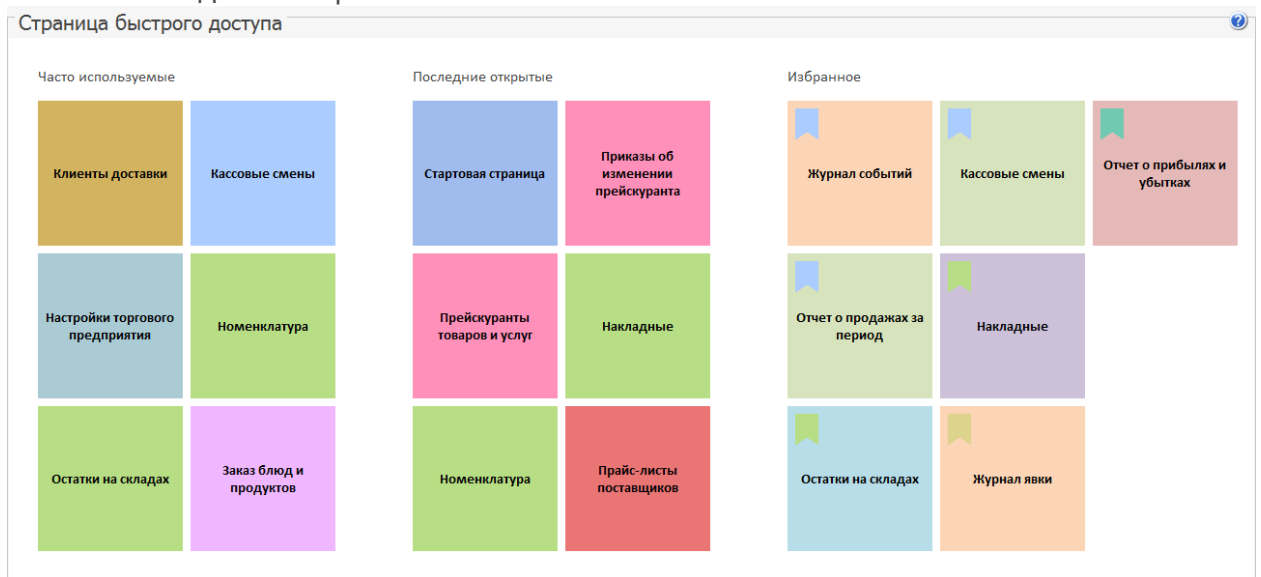 Страница быстрого доступа
Часто используемые
Клиенты доставки
Кассовые смены
Настройки торгового
предприятия
Номенклатура
Остатки на складах
Заказ блюд и
продуктов
Последние открытые
Стартовая страница
Приказы об
изменении
прейскуранта
Прейскуранты
товаров и услуг
Накладные
Номенклатура
Прайс-листы
поставщиков
Избранное
Журнал событий
Кассовые смены
Отчет о прибылях и
убытках
Отчет о продажах за
период
Накладные
Остатки на складах
Журнал явки